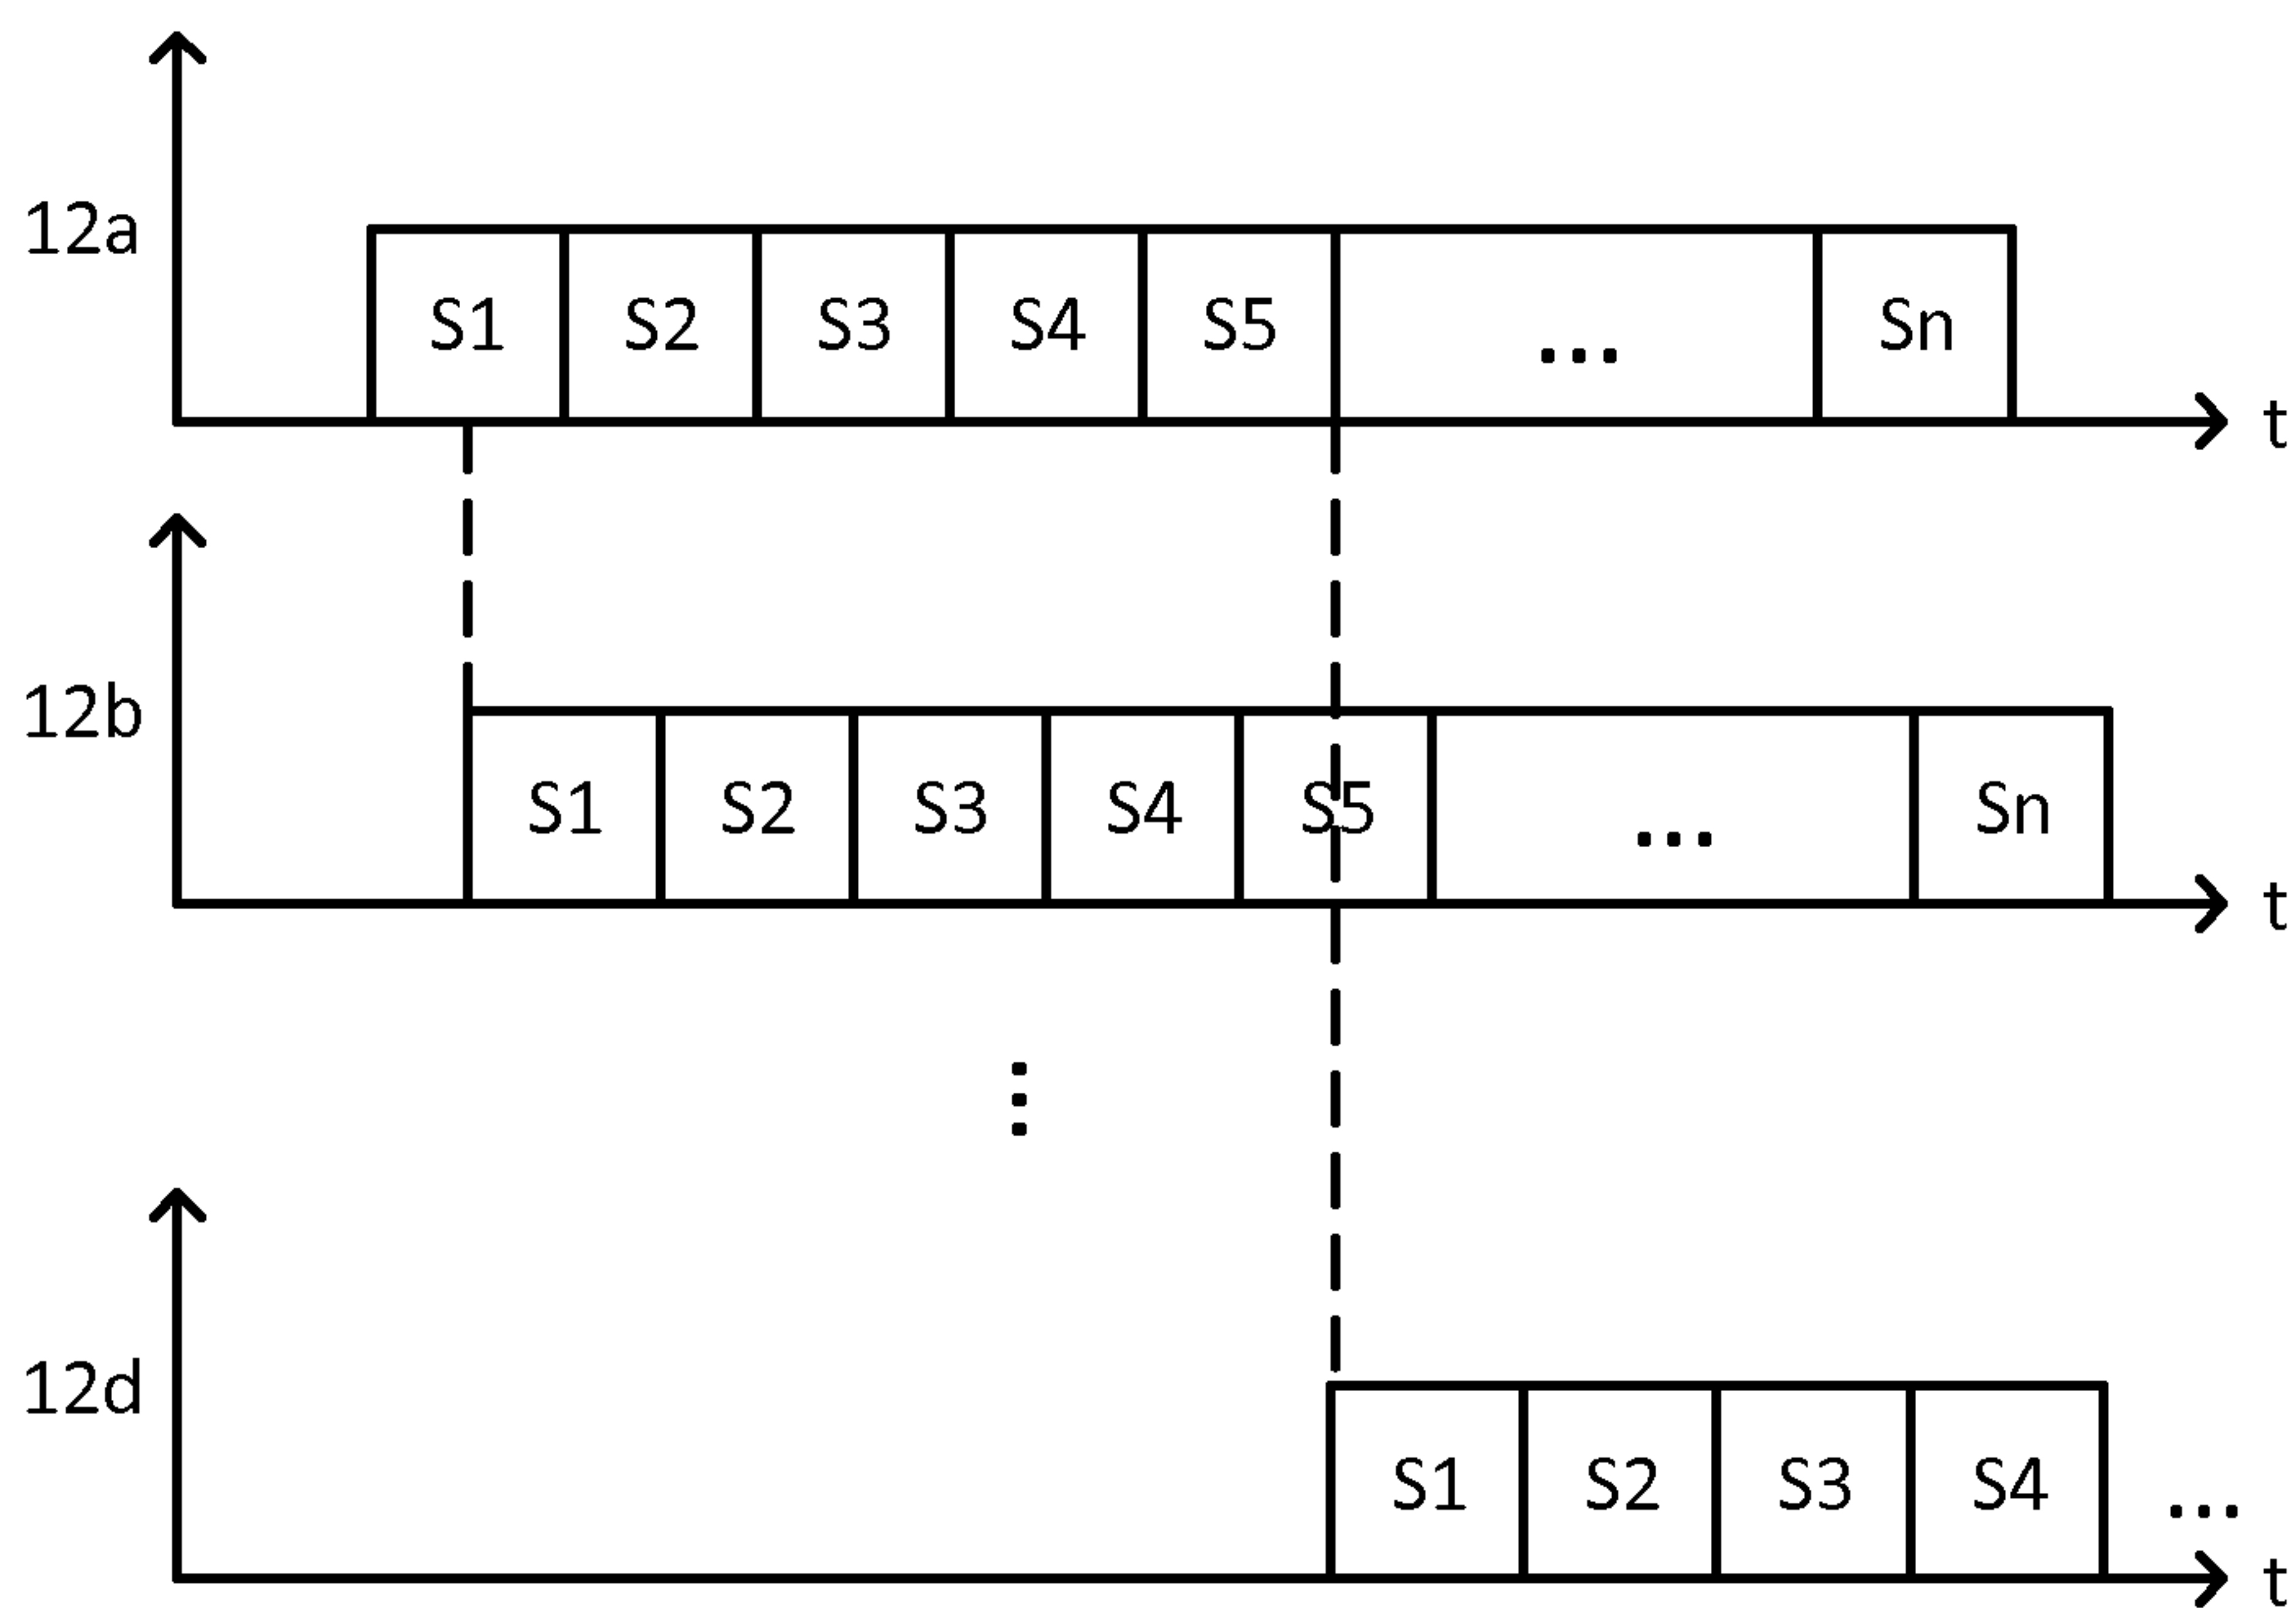 12a
S1 S2 S3 S4 S5 ... Sn
t
12b
S1 S2 S3 S4 S5 ... Sn
t
⋮
12d
S1 S2 S3 S4 ...
t